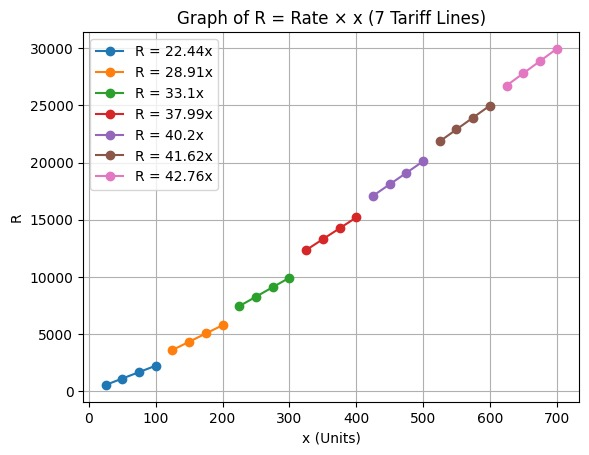 Graph of R = Rate × x (7 Tariff Lines)
R = 22.44x
R = 28.91x
R = 33.1x
R = 37.99x
R = 40.2x
R = 41.62x
R = 42.76x
30000
25000
20000
15000
10000
5000
0
R
0 100 200 300 400 500 600 700
x (Units)